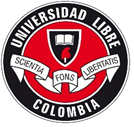 UNIVERSIDAD LIBRE
SCIENTIA FONS LIBERTATIS
COLOMBIA